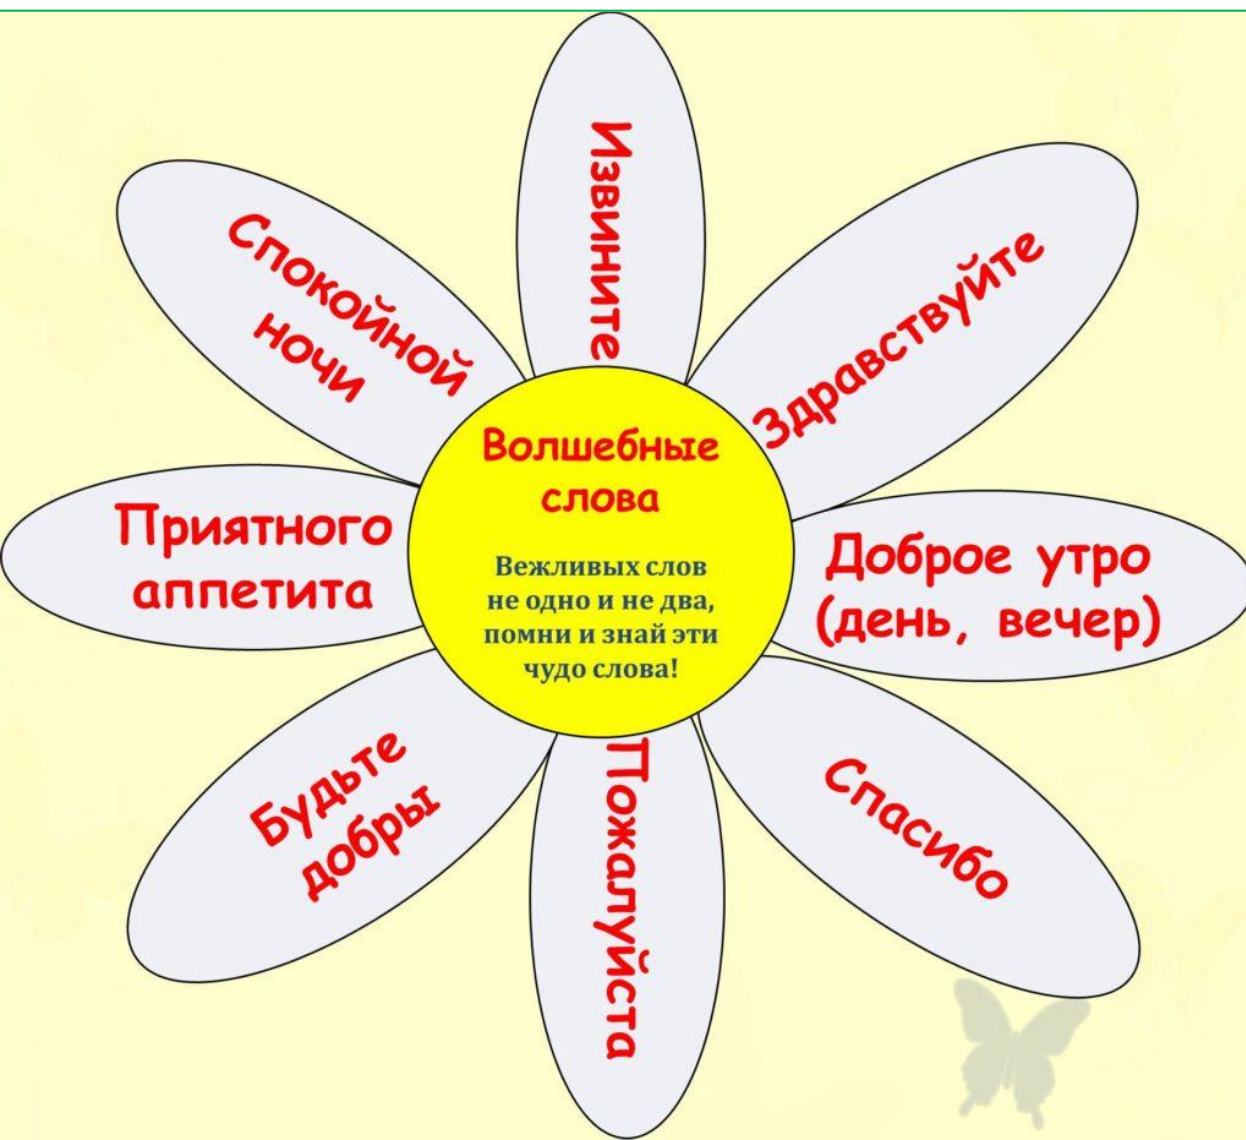 Извините
Здравствуйте
Доброе утро
(день, вечер)
Спасибо
Пожалуйста
Будьте
добры
Приятного
аппетита
Спокойной
ночи
Волшебные
слова
Вежливых слов
не одно и не два,
помни и знай эти
чудо слова!